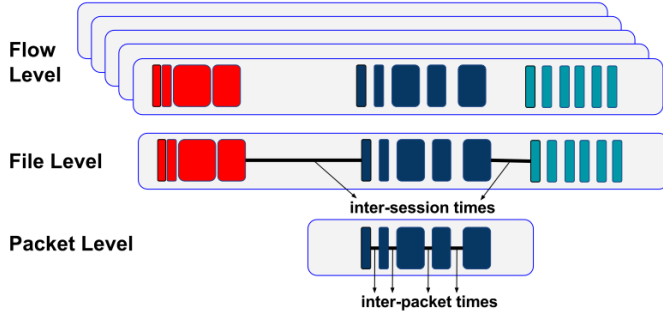 Flow
Level
File Level
inter-session times
Packet Level
inter-packet times